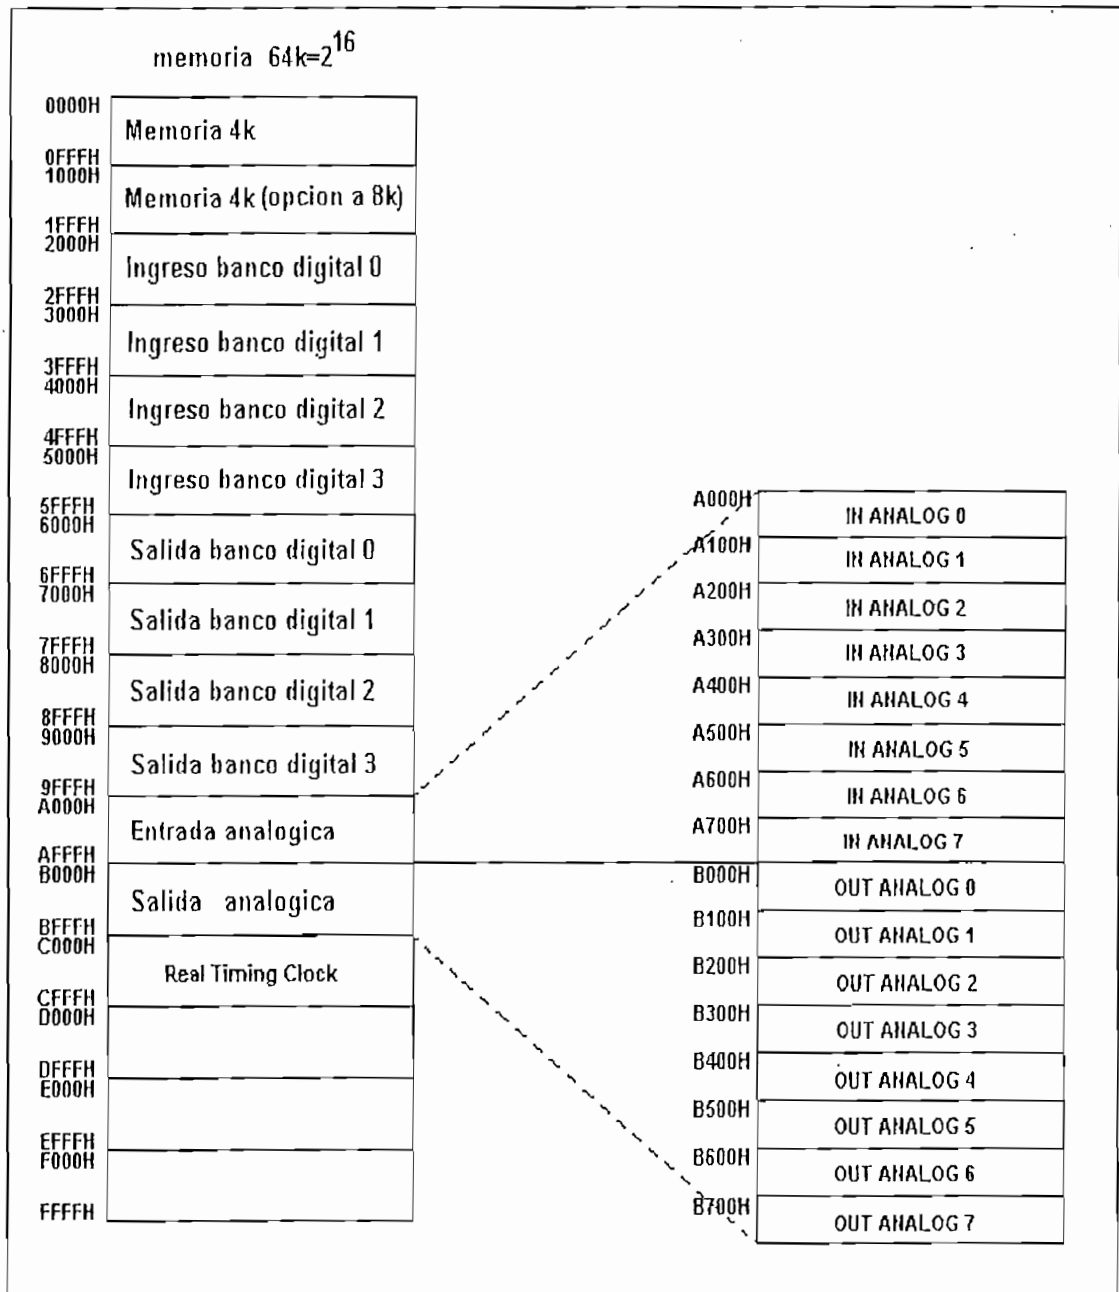 memoria 64k=2^16
0000H
Memoria 4k
0FFFH
1000H
Memoria 4k (opcion a 8k)
1FFFH
2000H
Ingreso banco digital 0
2FFFH
3000H
Ingreso banco digital 1
3FFFH
4000H
Ingreso banco digital 2
4FFFH
5000H
Ingreso banco digital 3
5FFFH
6000H
Salida banco digital 0
6FFFH
7000H
Salida banco digital 1
7FFFH
8000H
Salida banco digital 2
8FFFH
9000H
Salida banco digital 3
9FFFH
A000H
Entrada analogica
AFFFH
B000H
Salida analogica
BFFFH
C000H
Real Timing Clock
CFFFH
D000H
DFFFH
E000H
EFFFH
F000H
FFFFH
A000H
IN ANALOG 0
A100H
IN ANALOG 1
A200H
IN ANALOG 2
A300H
IN ANALOG 3
A400H
IN ANALOG 4
A500H
IN ANALOG 5
A600H
IN ANALOG 6
A700H
IN ANALOG 7
B000H
OUT ANALOG 0
B100H
OUT ANALOG 1
B200H
OUT ANALOG 2
B300H
OUT ANALOG 3
B400H
OUT ANALOG 4
B500H
OUT ANALOG 5
B600H
OUT ANALOG 6
B700H
OUT ANALOG 7